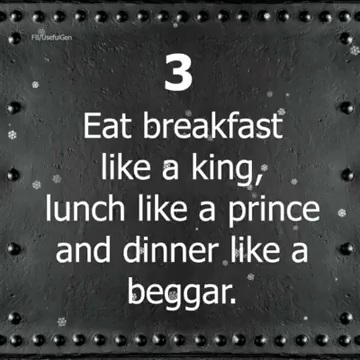 FB/UsefulGen
3
Eat breakfast
like a king,
lunch like a prince
and dinner like a
beggar.